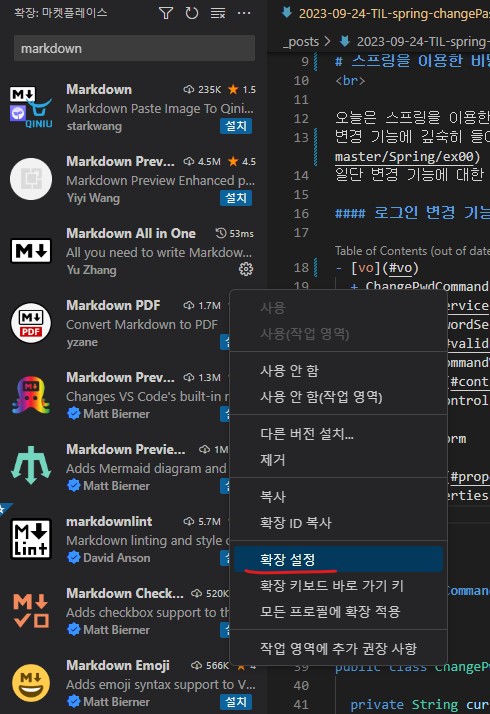 확장: 마켓플레이스
markdown
Markdown 235K ★ 1.5
Markdown Paste Image To Qini...
starkwang
설치
QINIU
Markdown Prev... 4.5M ★ 4.5
Markdown Preview Enhanced p...
Yiyi Wang
설치
Markdown All in One 53ms
All you need to write Markdow...
Yu Zhang
Markdown PDF 1.7M
Convert Markdown to PDF
yzane
PDF
Markdown Prev... 1.3M
Changes VS Code's built-in r
Matt Bierner
Markdown Previe... 1M
Adds Mermaid diagram and
Matt Bierner
markdownlint 5.7M
Markdown linting and style c
David Anson
Lint
Markdown Check... 520K
Adds checkbox support to th
Matt Bierner
Markdown Emoji 566K ★ 4
Adds emoji syntax support to V...
Matt Bierner
설치
사용
사용(작업 영역)
사용 안 함
사용 안 함(작업 영역)
다른 버전 설치...
제거
복사
확장 ID 복사
확장 설정
확장 키보드 바로 가기 키
모든 프로필에 확장 적용
작업 영역에 추가 권장 사항
2023-09-24-TIL-spring-changePas
_posts > 2023-09-24-TIL-spring-
9 # 스프링을 이용한
10 <br>
11
12 오늘은 스프링을 이용한
13 변경 기능에 깊숙히
master/Spring/ex00)
14 일단 변경 기능에 대한
15
16 #### 로그인 변경 기능
17
Table of Contents (out of date
18 - [vo](#vo)
+ ChangePwdCommand
ervice
wordSe
#valid
command
(#cont
ontrol
orm
(#prop
erties
Comman
39 public class ChangeP
40
41 private String cur